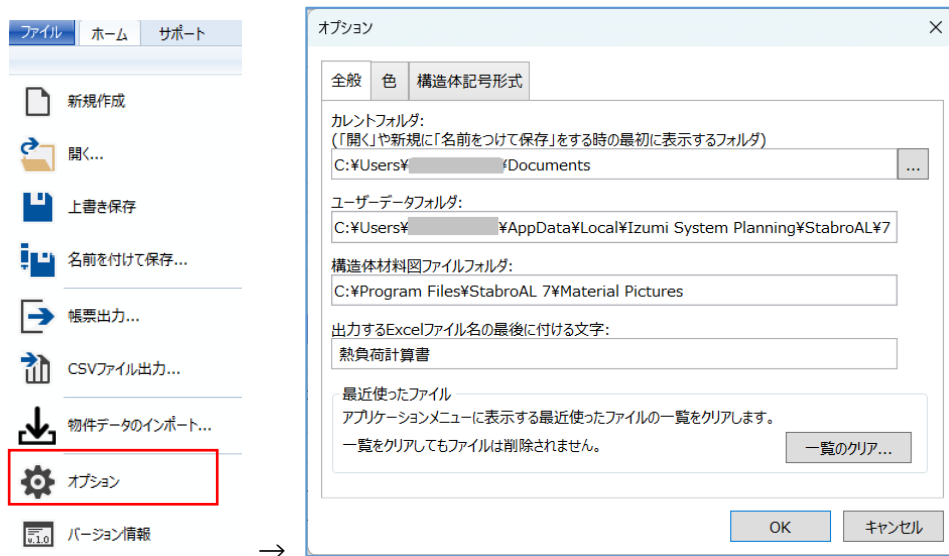 ファイル ホーム サポート
新規作成
開く...
上書き保存
名前を付けて保存...
帳票出力...
CSVファイル出力...
物件データのインポート...
オプション
v.1.0 バージョン情報
→
オプション
全般 色 構造体記号形式
カレントフォルダ:
(「開く」や新規に「名前をつけて保存」をする時の最初に表示するフォルダ)
C:¥Users¥ ¥Documents ...
ユーザーデータフォルダ:
C:¥Users¥ ¥AppData¥Local¥Izumi System Planning¥StabroAL¥7
構造体材料図ファイルフォルダ:
C:¥Program Files¥StabroAL 7¥Material Pictures
出力するExcelファイル名の最後に付ける文字:
熱負荷計算書
最近使ったファイル
アプリケーションメニューに表示する最近使ったファイルの一覧をクリアします。
一覧をクリアしてもファイルは削除されません。
一覧のクリア...
OK キャンセル